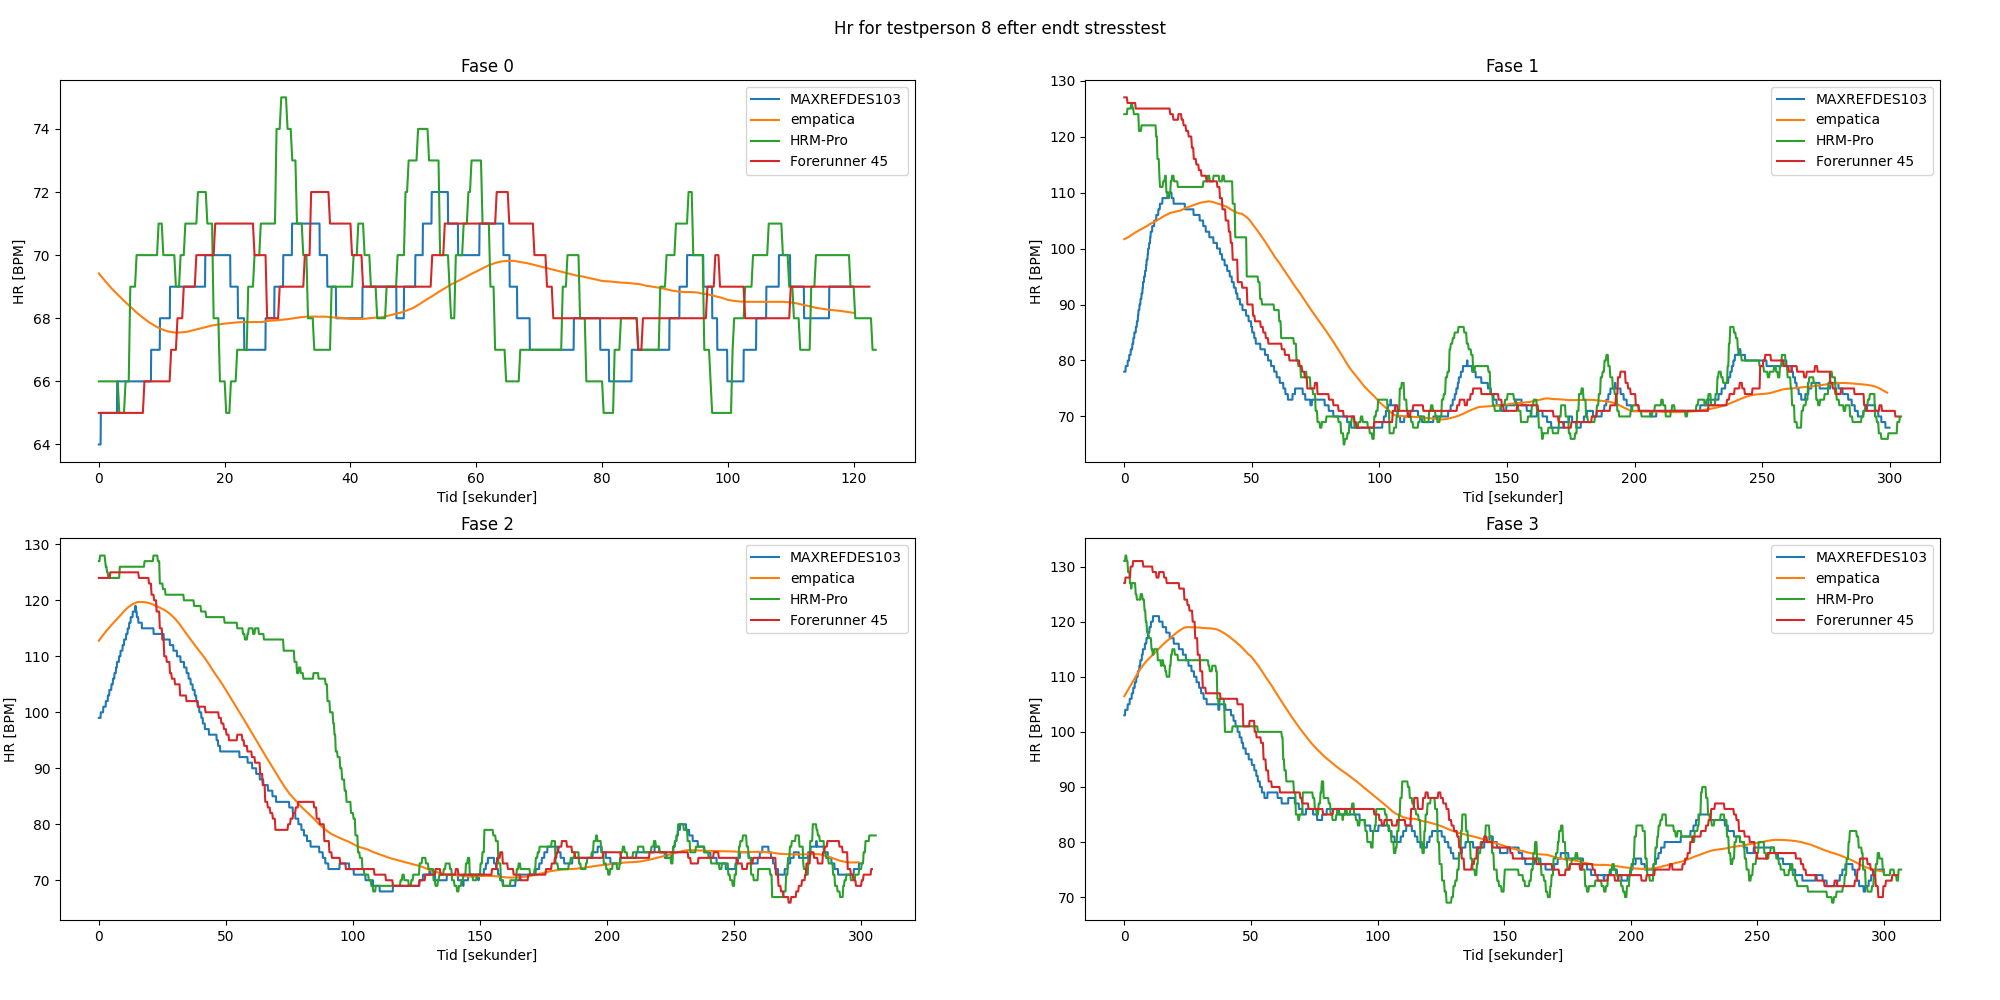 Hr for testperson 8 efter endt stresstest
Fase 0
HR [BPM]
74
72
70
68
66
64
MAXREFDES103
empatica
HRM-Pro
Forerunner 45
0 20 40 60 80 100 120
Tid [sekunder]
Fase 1
HR [BPM]
130
120
110
100
90
80
70
MAXREFDES103
empatica
HRM-Pro
Forerunner 45
0 50 100 150 200 250 300
Tid [sekunder]
Fase 2
HR [BPM]
130
120
110
100
90
80
70
MAXREFDES103
empatica
HRM-Pro
Forerunner 45
0 50 100 150 200 250 300
Tid [sekunder]
Fase 3
HR [BPM]
130
120
110
100
90
80
70
MAXREFDES103
empatica
HRM-Pro
Forerunner 45
0 50 100 150 200 250 300
Tid [sekunder]